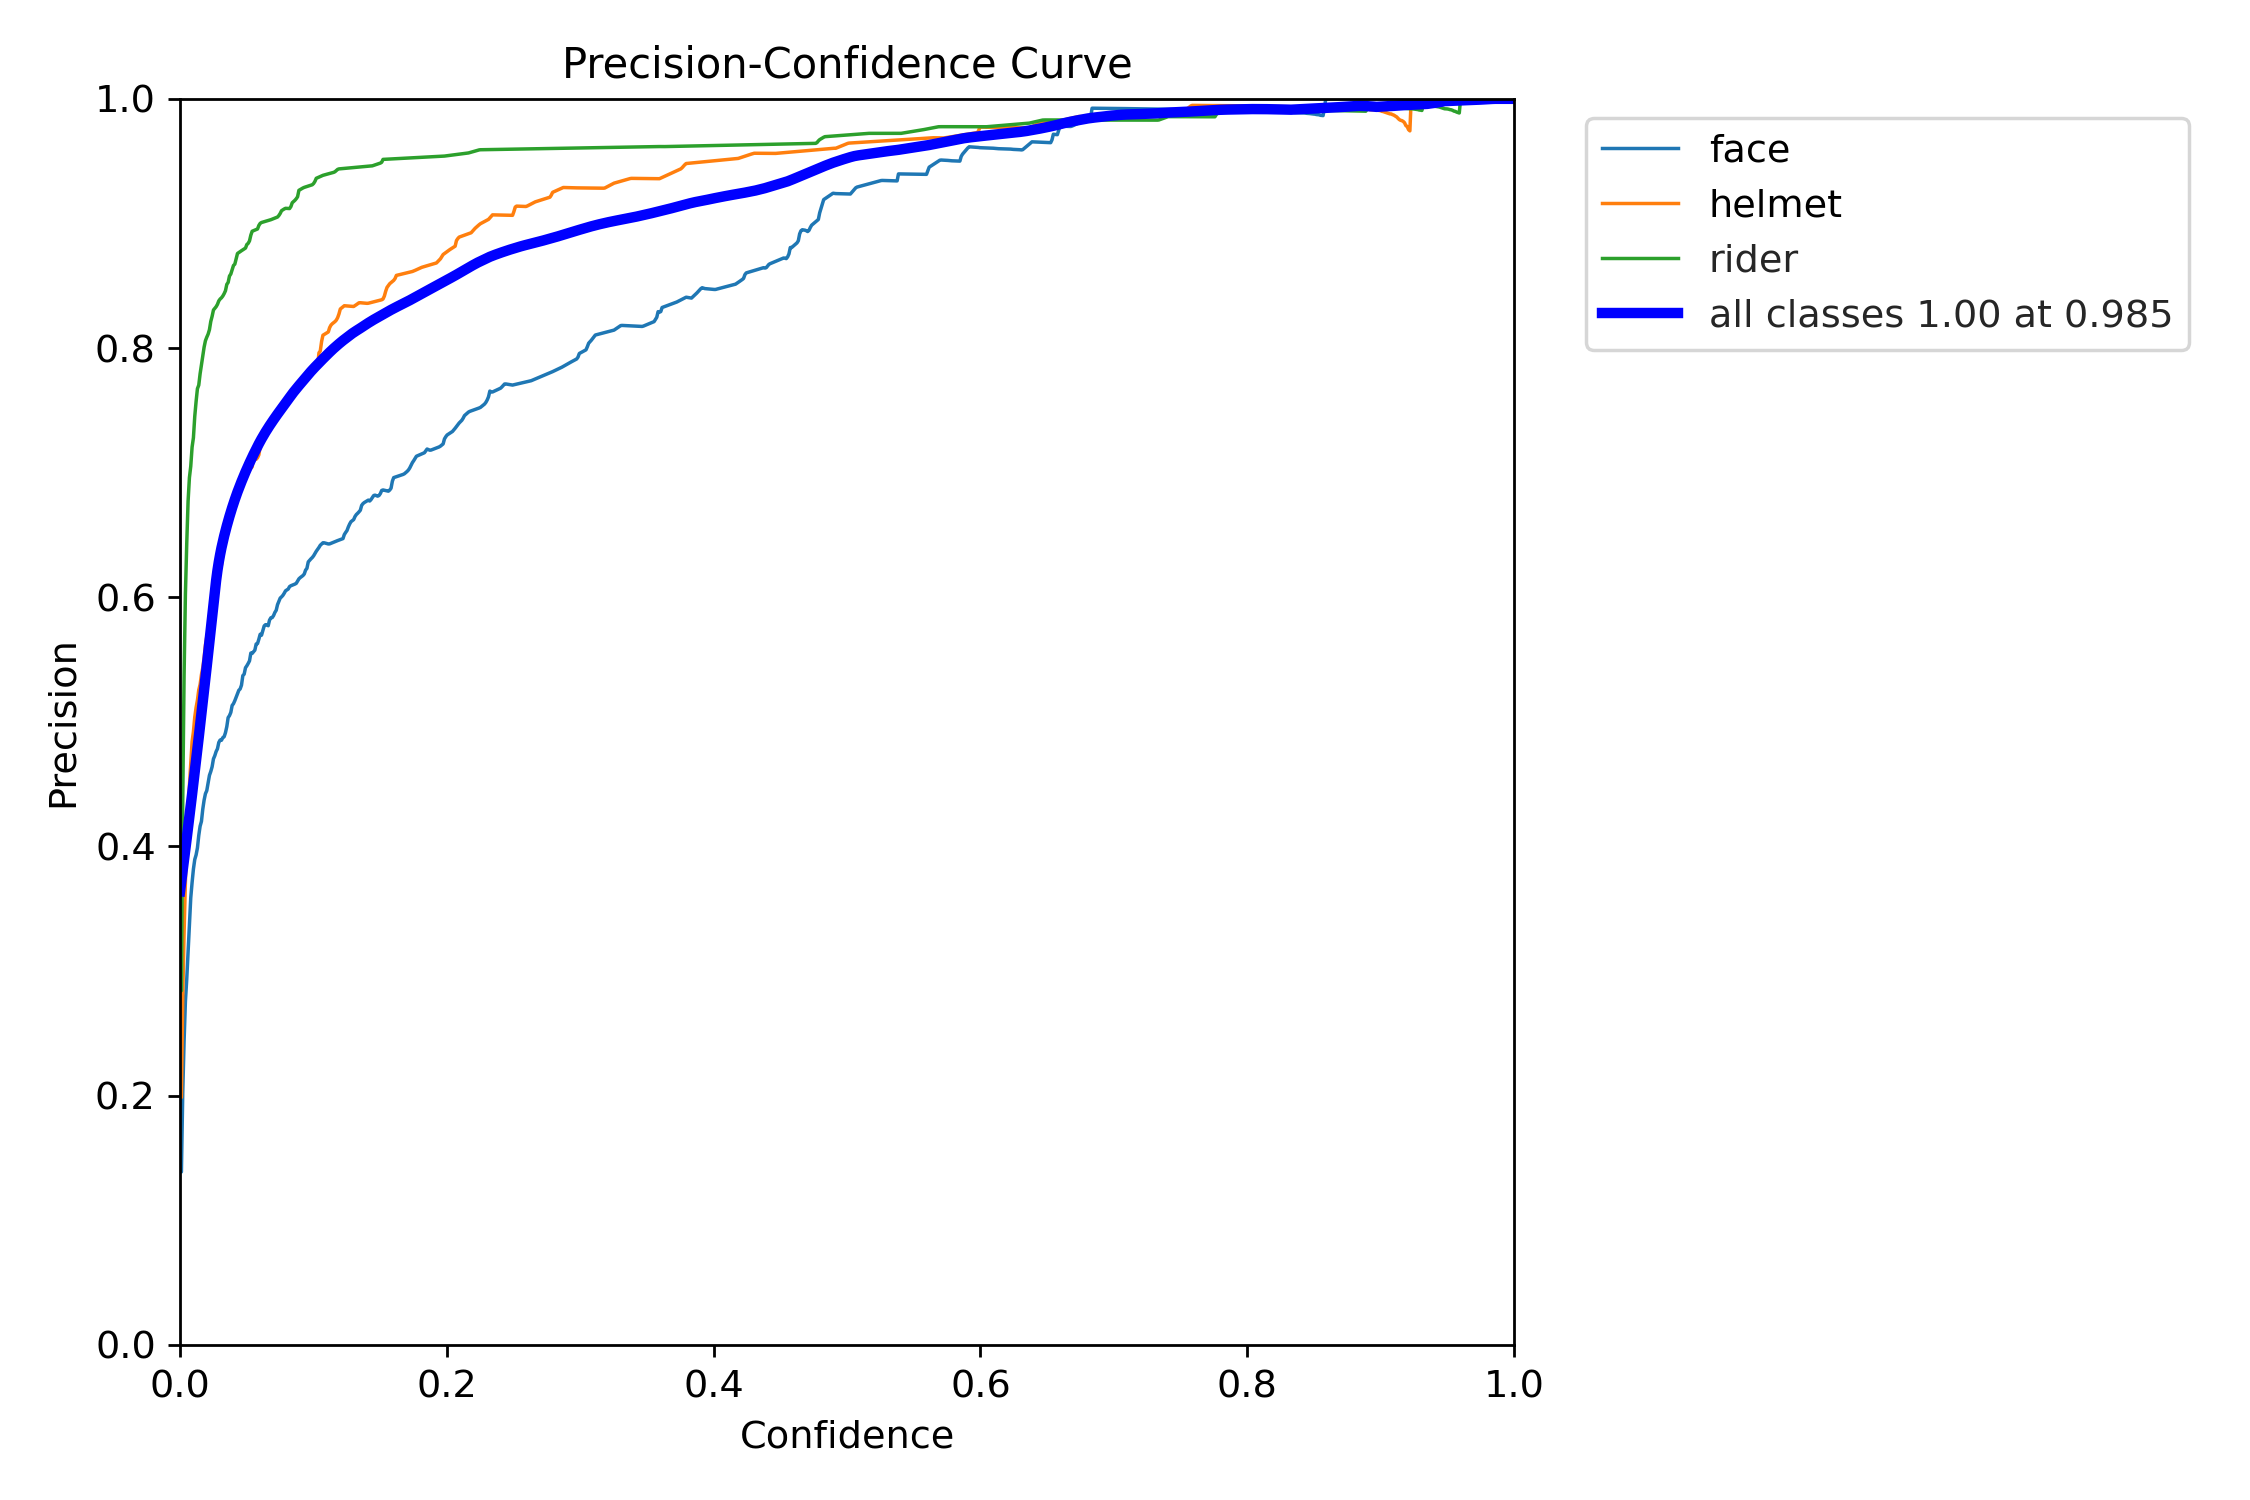 Precision-Confidence Curve
1.0
0.8
0.6
0.4
0.2
0.0
Precision
0.0 0.2 0.4 0.6 0.8 1.0
Confidence
face
helmet
rider
all classes 1.00 at 0.985